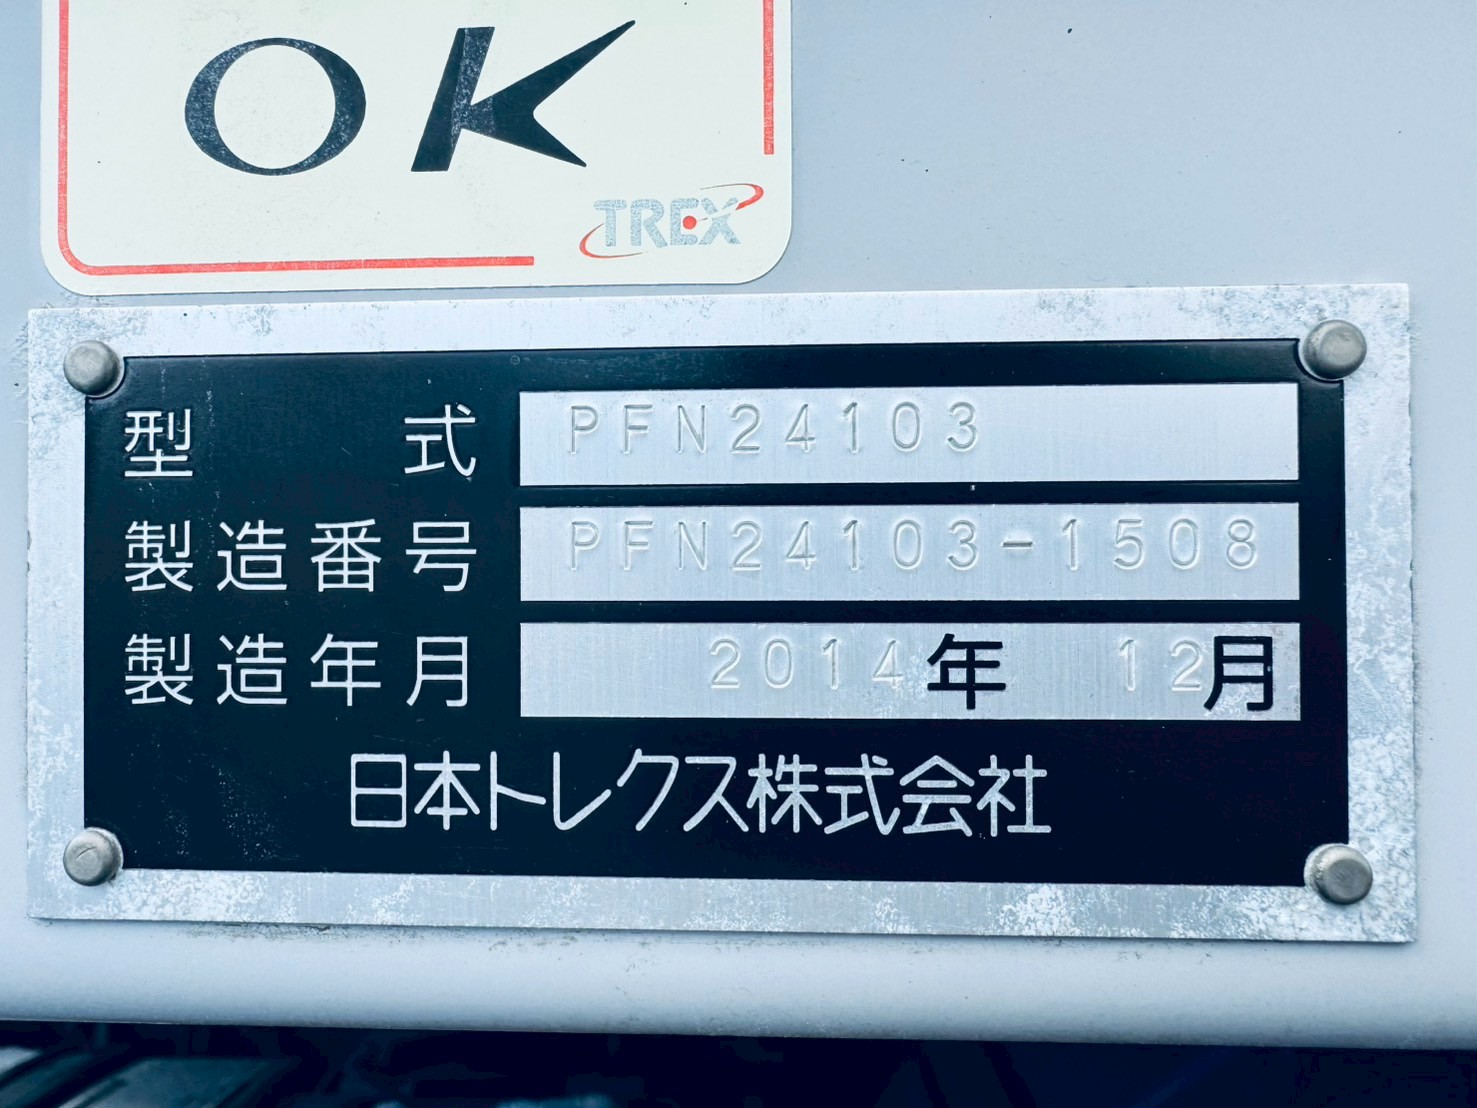 OK
TREX
型式 PFN24103
製造番号 PFN24103-1508
製造年月 2014年 12月
日本トレクス株式会社